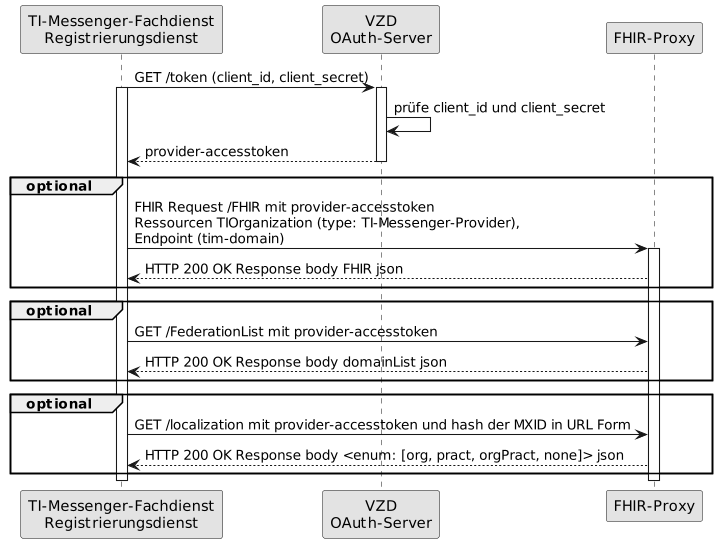 TI-Messenger-Fachdienst
Registrierungsdienst
VZD
OAuth-Server
FHIR-Proxy
GET /token (client_id, client_secret)
prüfe client_id und client_secret
provider-accesstoken
optional
FHIR Request /FHIR mit provider-accesstoken
Ressourcen TIOrganization (type: TI-Messenger-Provider),
Endpoint (tim-domain)
HTTP 200 OK Response body FHIR json
optional
GET /FederationList mit provider-accesstoken
HTTP 200 OK Response body domainList json
optional
GET /localization mit provider-accesstoken und hash der MXID in URL Form
HTTP 200 OK Response body <enum: [org, pract, orgPract, none]> json
TI-Messenger-Fachdienst
Registrierungsdienst
VZD
OAuth-Server
FHIR-Proxy